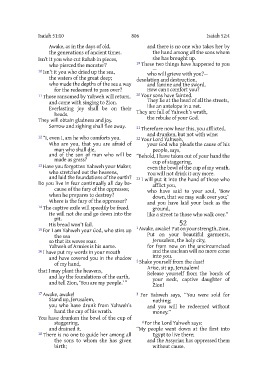 Isaiah 51:10 806 Isaiah 52:4
Awake, as in the days of old,
the generations of ancient times.
Isn't it you who cut Rahab in pieces,
who pierced the monster?
10 Isn't it you who dried up the sea,
the waters of the great deep;
who made the depths of the sea a way
for the redeemed to pass over?
11 Those ransomed by Yahweh will return,
and come with singing to Zion.
Everlasting joy shall be on their
heads.
They will obtain gladness and joy.
Sorrow and sighing shall flee away.
12 "I, even I, am he who comforts you.
Who are you, that you are afraid of
man who shall die,
and of the son of man who will be
made as grass?
13 Have you forgotten Yahweh your Maker,
who stretched out the heavens,
and laid the foundations of the earth?
Do you live in fear continually all day be-
cause of the fury of the oppressor,
when he prepares to destroy?
Where is the fury of the oppressor?
14 The captive exile will speedily be freed.
He will not die and go down into the
pit.
His bread won't fail.
15 For I am Yahweh your God, who stirs up
the sea
so that its waves roar.
Yahweh of Armies is his name.
16 I have put my words in your mouth
and have covered you in the shadow
of my hand,
that I may plant the heavens,
and lay the foundations of the earth,
and tell Zion, 'You are my people.'"
17 Awake, awake!
Stand up, Jerusalem,
you who have drunk from Yahweh's
hand the cup of his wrath.
You have drunken the bowl of the cup of
staggering,
and drained it.
18 There is no one to guide her among all
the sons to whom she has given
birth;
and there is no one who takes her by
the hand among all the sons whom
she has brought up.
19 These two things have happened to you
—
who will grieve with you?—
desolation and destruction,
and famine and the sword.
How can I comfort you?
20 Your sons have fainted.
They lie at the head of all the streets,
like an antelope in a net.
They are full of Yahweh's wrath,
the rebuke of your God.
21 Therefore now hear this, you afflicted,
and drunken, but not with wine:
22 Your Lord Yahweh,
your God who pleads the cause of his
people, says,
"Behold, I have taken out of your hand the
cup of staggering,
even the bowl of the cup of my wrath.
You will not drink it any more.
23 I will put it into the hand of those who
afflict you,
who have said to your soul, 'Bow
down, that we may walk over you;'
and you have laid your back as the
ground,
like a street to those who walk over."
52
1 Awake, awake! Put on your strength, Zion.
Put on your beautiful garments,
Jerusalem, the holy city,
for from now on the uncircumcised
and the unclean will no more come
into you.
2 Shake yourself from the dust!
Arise, sit up, Jerusalem!
Release yourself from the bonds of
your neck, captive daughter of
Zion!
3 For Yahweh says, "You were sold for
nothing;
and you will be redeemed without
money."
4 For the Lord Yahweh says:
"My people went down at the first into
Egypt to live there;
and the Assyrian has oppressed them
without cause.